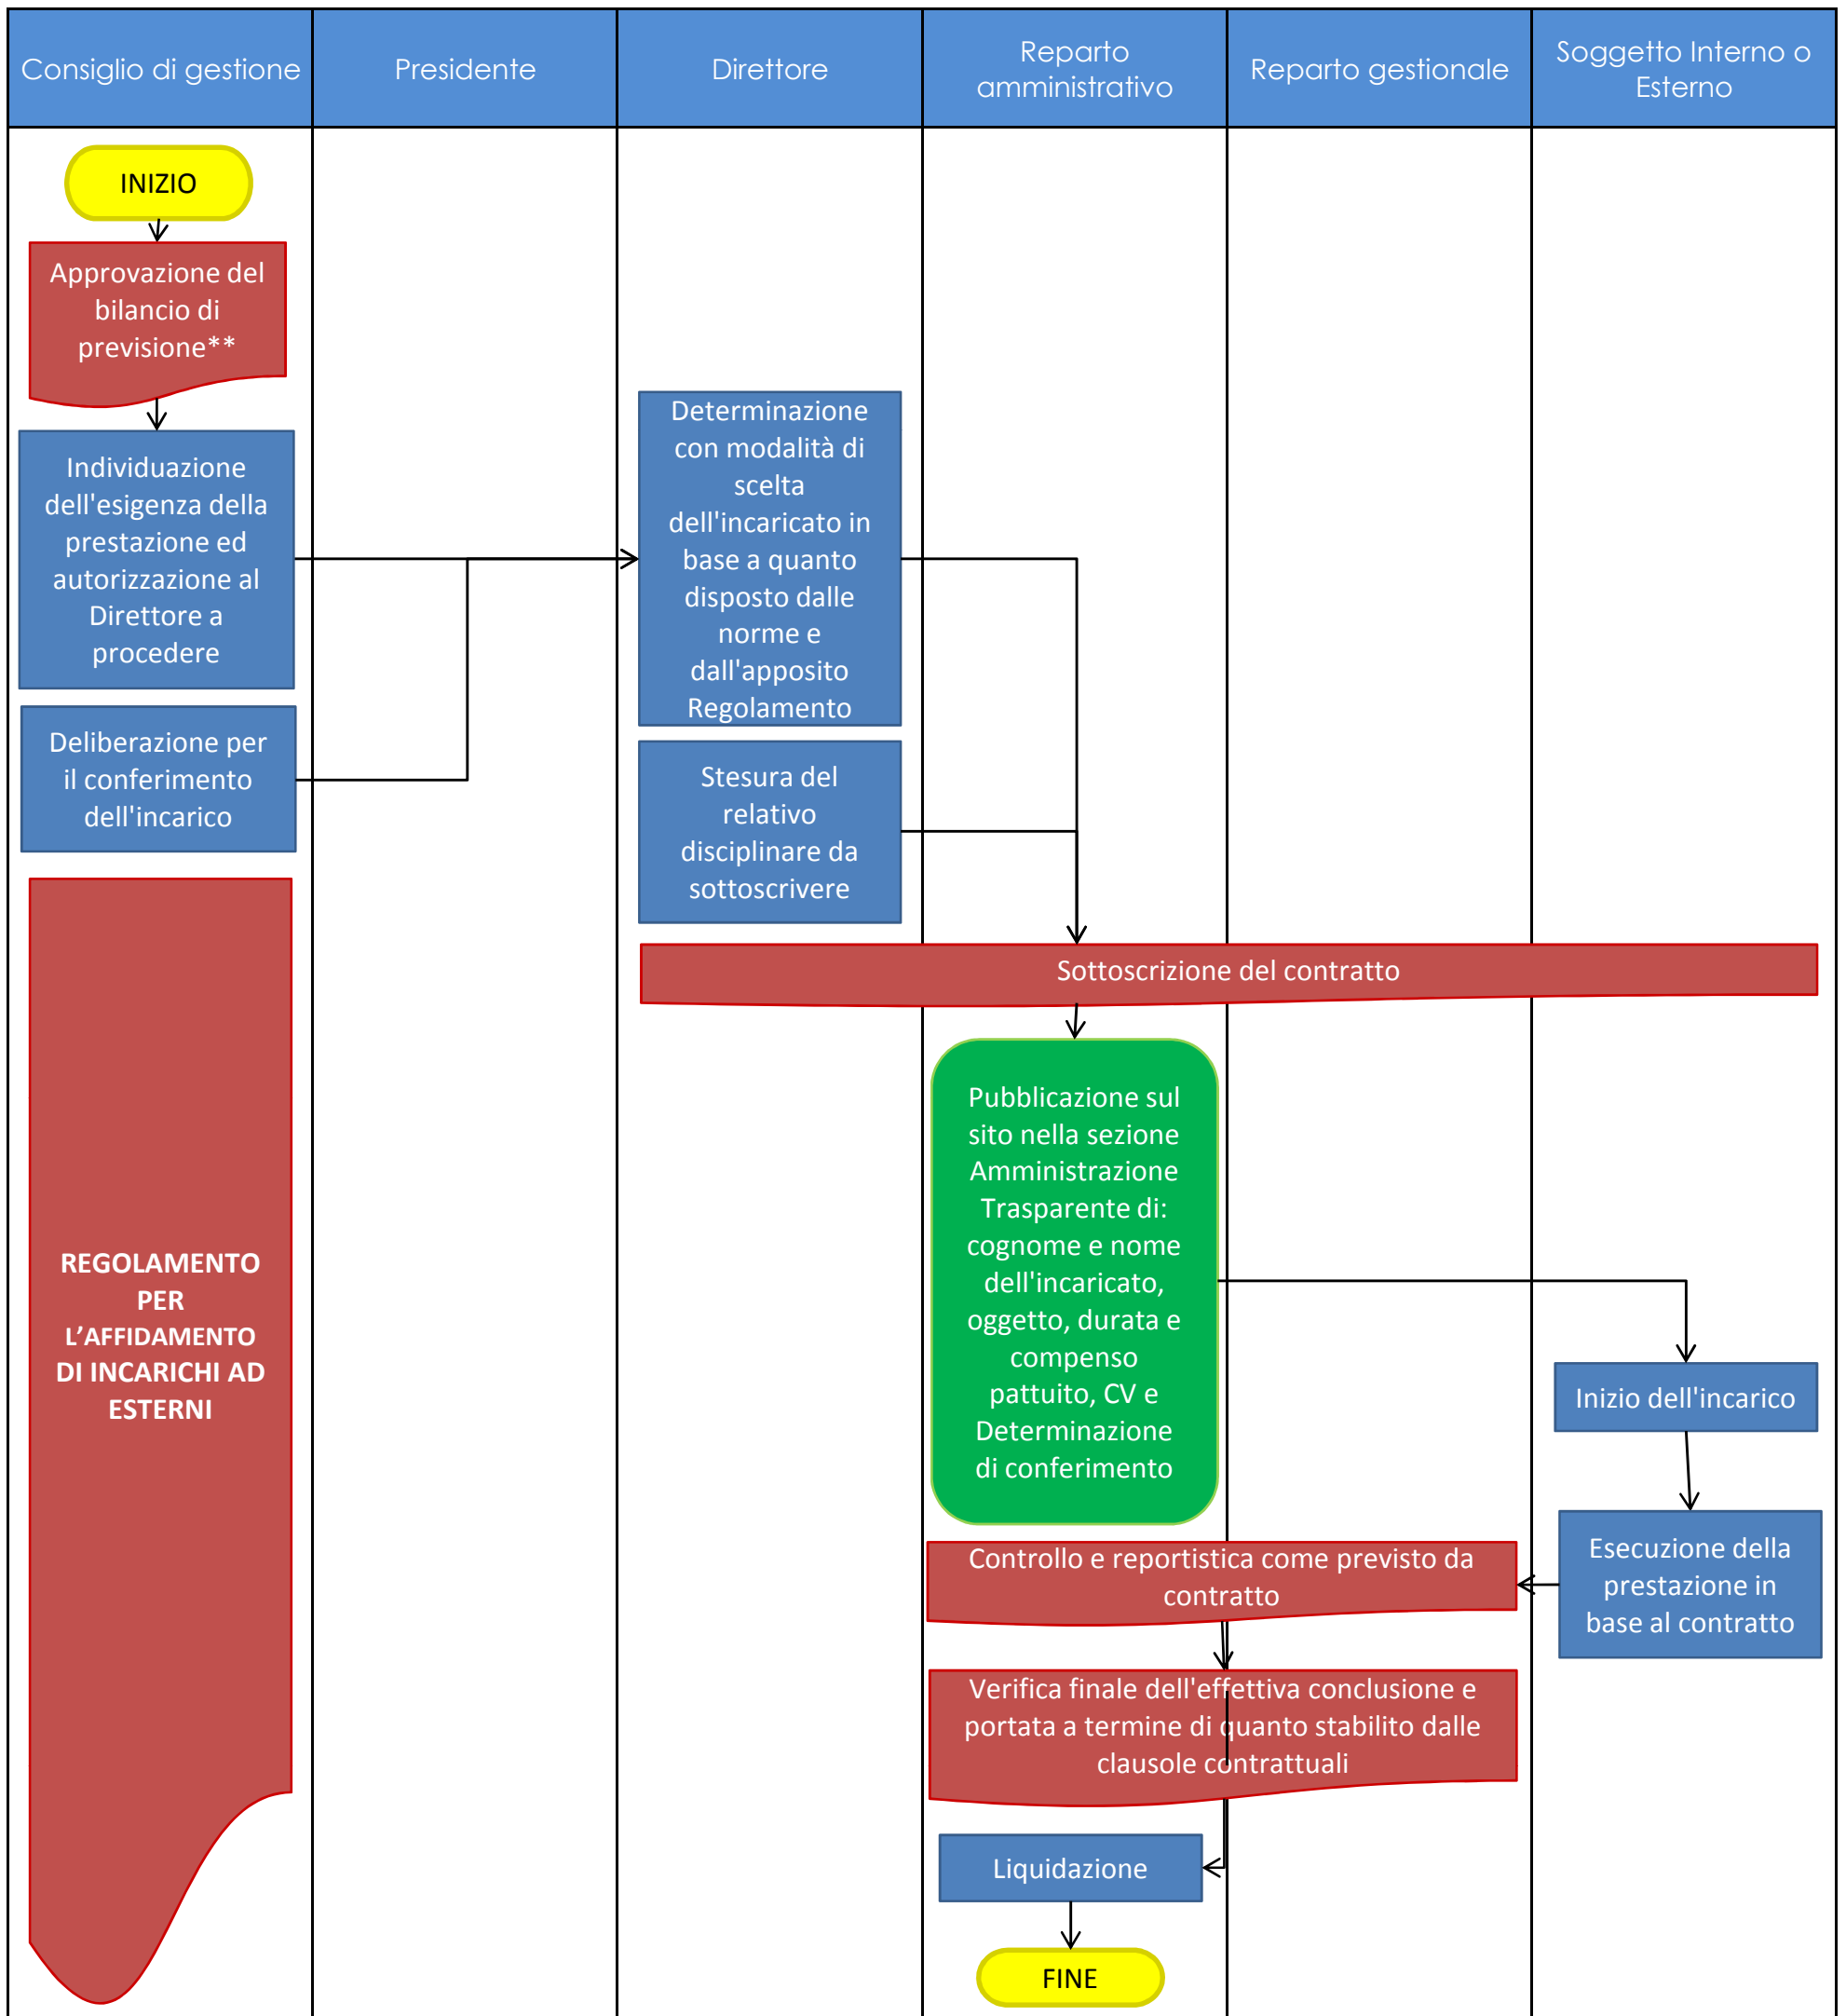 Consiglio di gestione
Presidente
Direttore
Reparto
amministrativo
Reparto gestionale
Soggetto Interno o
Esterno
INIZIO
Approvazione del
bilancio di
previsione**
Individuazione
dell'esigenza della
prestazione ed
autorizzazione al
Direttore a
procedere
Determinazione
con modalità di
scelta
dell'incaricato in
base a quanto
disposto dalle
norme e
dall'apposito
Regolamento
Deliberazione per
il conferimento
dell'incarico
Stesura del
relativo
disciplinare da
sottoscrivere
REGOLAMENTO
PER
L’AFFIDAMENTO
DI INCARICHI AD
ESTERNI
Sottoscrizione del contratto
Pubblicazione sul
sito nella sezione
Amministrazione
Trasparente di:
cognome e nome
dell'incaricato,
oggetto, durata e
compenso
pattuito, CV e
Determinazione
di conferimento
Inizio dell'incarico
Esecuzione della
prestazione in
base al contratto
Controllo e reportistica come previsto da
contratto
Verifica finale dell'effettiva conclusione e
portata a termine di quanto stabilito dalle
clausole contrattuali
Liquidazione
FINE